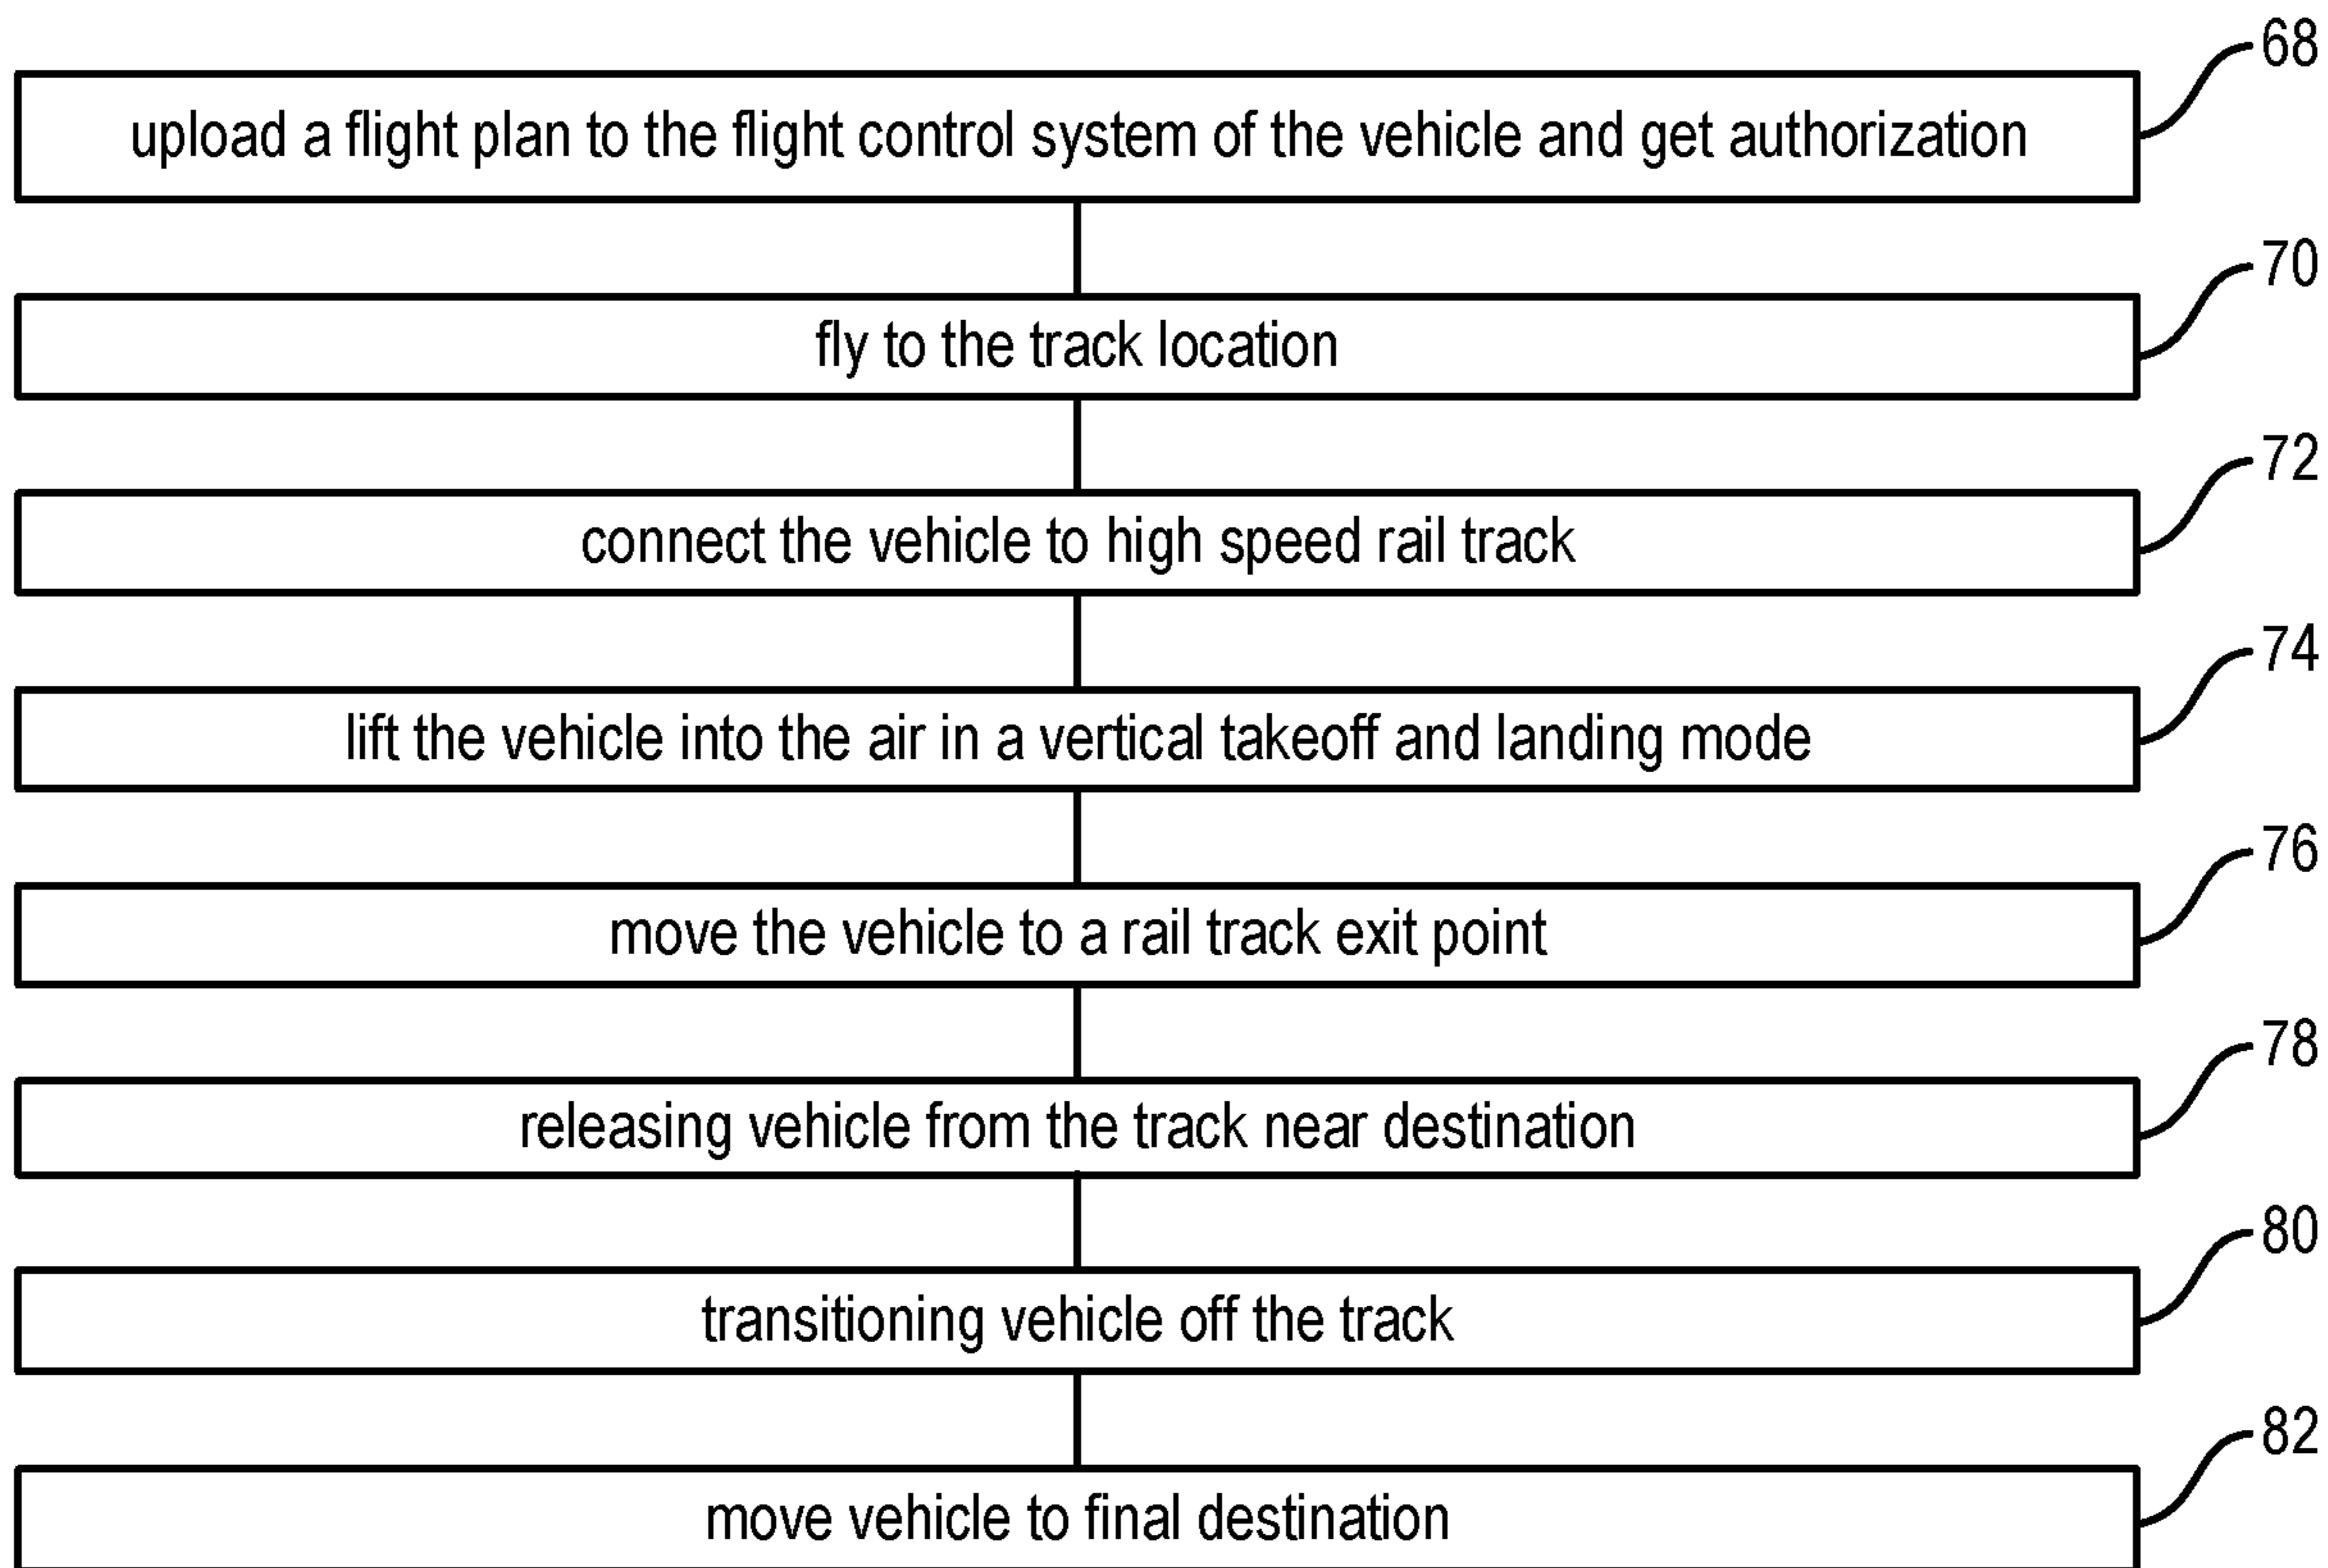 68
upload a flight plan to the flight control system of the vehicle and get authorization
70
fly to the track location
72
connect the vehicle to high speed rail track
74
lift the vehicle into the air in a vertical takeoff and landing mode
76
move the vehicle to a rail track exit point
78
releasing vehicle from the track near destination
80
transitioning vehicle off the track
82
move vehicle to final destination